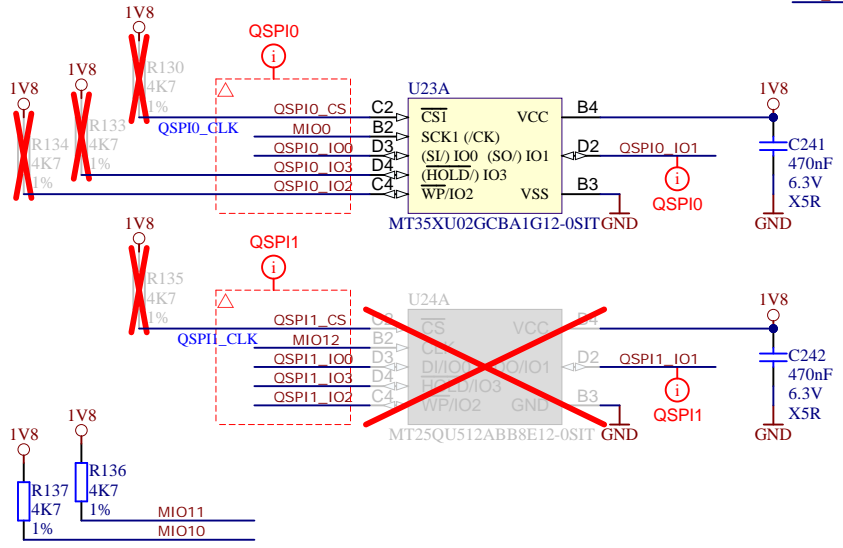 1V8
QSPI0
R130
4K7
1%
1V8
1V8
R133
4K7
1%
R134
4K7
1%
QSPI0_CS
QSPI0_CLK
MIO0
QSPI0_IO0
QSPI0_IO3
QSPI0_IO2
C2
B2
D3
D4
C4
U23A
CS1 VCC
SCK1 (/CK)
(SI/) IO0 (SO/) IO1
(HOLD/) IO3
WP/IO2 VSS
MT35XU02GCBA1G12-0SIT
B4
D2
QSPI0_IO1
i
QSPI0
B3
GND
1V8
C241
470nF
6.3V
X5R
GND
QSPI1
i
1V8
R135
4K7
1%
QSPI1_CS
QSPI1_CLK
MIO12
QSPI1_IO0
QSPI1_IO3
QSPI1_IO2
C2
B2
D3
D4
C4
U24A
CS VCC
CLK
DI/IO0 DO/IO1
HOLD/IO3
WP/IO2 GND
MT25QU512ABB8E12-0SIT
B4
D2
QSPI1_IO1
i
QSPI1
B3
GND
1V8
C242
470nF
6.3V
X5R
GND
1V8
1V8
R136
4K7
1%
R137
4K7
1%
MIO11
MIO10